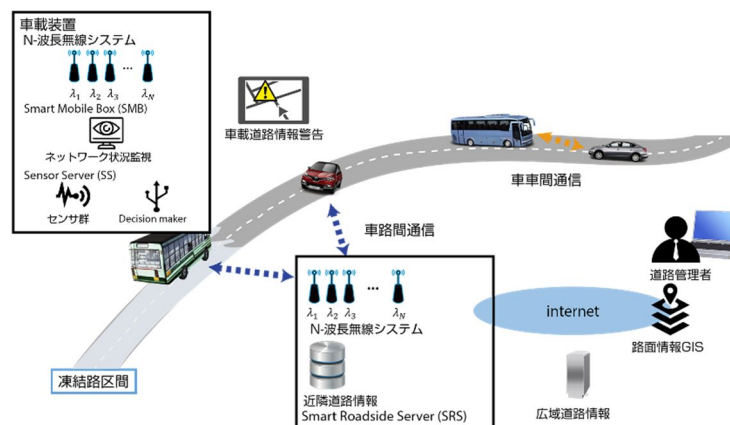 車載装置
N-波長無線システム
λ1 λ2 λ3 ... λN
Smart Mobile Box (SMB)
ネットワーク状況監視
Sensor Server (SS)
センサ群
Decision maker
車載道路情報警告
車車間通信
車路間通信
凍結路区間
λ1 λ2 λ3 ... λN
N-波長無線システム
近隣道路情報
Smart Roadside Server (SRS)
internet
道路管理者
路面情報GIS
広域道路情報